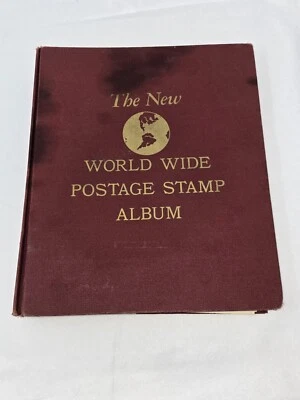 The New
WORLD WIDE
POSTAGE STAMP
ALBUM